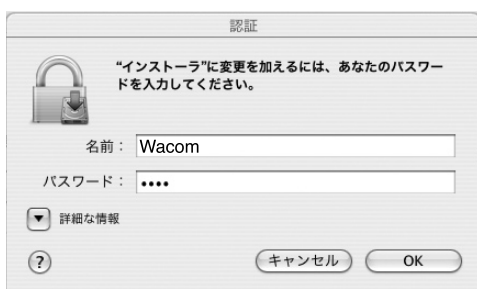 認証
“インストーラ”に変更を加えるには、あなたのパスワー
ドを入力してください。
名前： Wacom
パスワード： ••••
詳細な情報
?
キャンセル OK